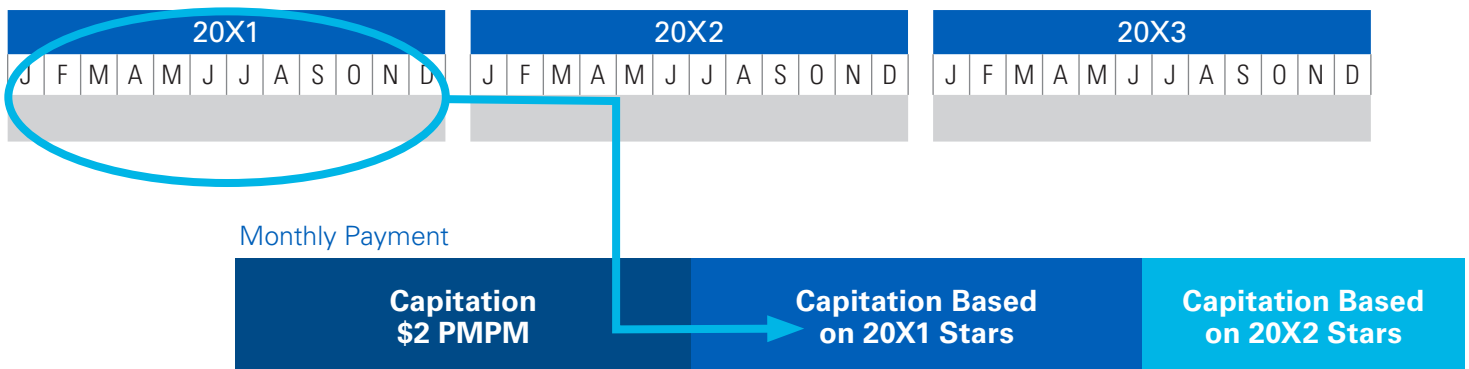 20X1 20X2 20X3
J F M A M J J A S O N D J F M A M J J A S O N D J F M A M J J A S O N D
Monthly Payment
Capitation Capitation Based Capitation Based
$2 PMPM on 20X1 Stars on 20X2 Stars